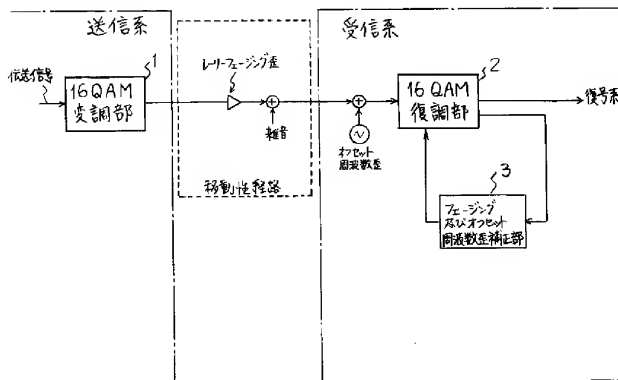 送信系
受信系
伝送信号
1
16QAM
変調部
レーリーフェージング歪
雑音
移動性経路
オフセット
周波数歪
2
16QAM
復調部
復号系
3
フェージング
及びオフセット
周波数歪補正部